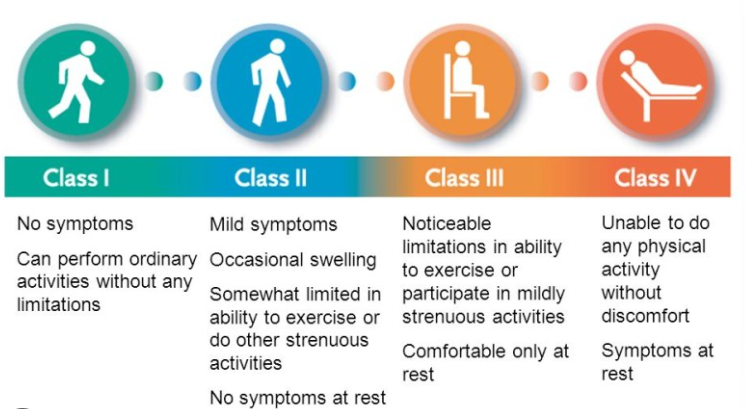 Class I
No symptoms
Can perform ordinary
activities without any
limitations
Class II
Mild symptoms
Occasional swelling
Somewhat limited in
ability to exercise or
do other strenuous
activities
No symptoms at rest
Class III
Noticeable
limitations in ability
to exercise or
participate in mildly
strenuous activities
Comfortable only at
rest
Class IV
Unable to do
any physical
activity
without
discomfort
Symptoms at
rest